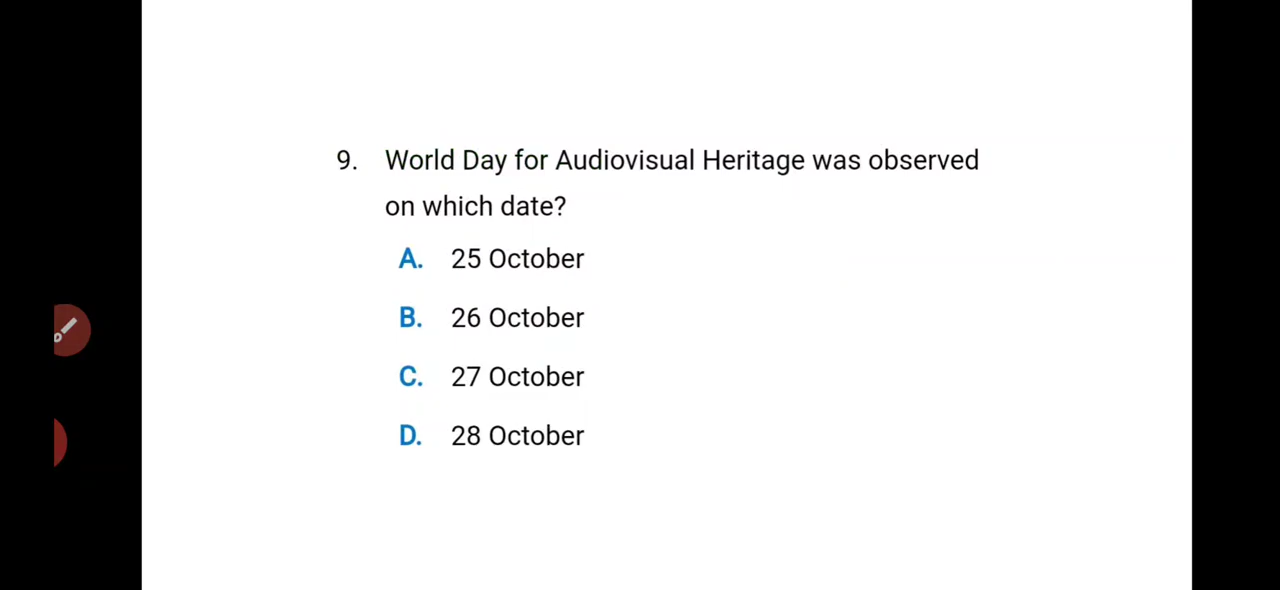 9. World Day for Audiovisual Heritage was observed
on which date?
A. 25 October
B. 26 October
C. 27 October
D. 28 October